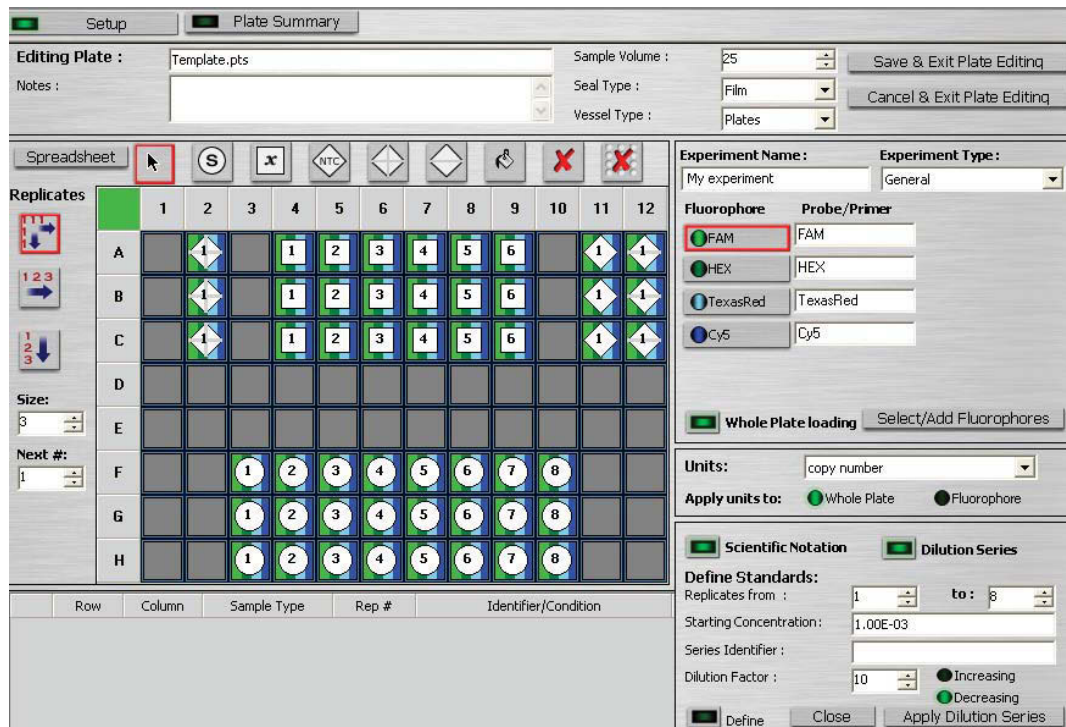 Setup Plate Summary
Editing Plate : Template.pts Sample Volume : 25 Save & Exit Plate Editing
Notes : Seal Type : Film Cancel & Exit Plate Editing
Vessel Type : Plates
Spreadsheet S x NTC
Replicates
1 2 3 4 5 6 7 8 9 10 11 12
A 1 1 2 3 4 5 6 1 1
1 2 3
B 1 1 2 3 4 5 6 1 1
C 1 1 2 3 4 5 6 1 1
1
2
3
D
Size:
3
E
Next #:
1
F 1 2 3 4 5 6 7 8
G 1 2 3 4 5 6 7 8
H 1 2 3 4 5 6 7 8
Row Column Sample Type Rep # Identifier/Condition
Experiment Name: Experiment Type:
My experiment General
Fluorophore Probe/Primer
FAM FAM
HEX HEX
TexasRed TexasRed
Cy5 Cy5
Whole Plate loading Select/Add Fluorophores
Units: copy number
Apply units to: Whole Plate Fluorophore
Scientific Notation Dilution Series
Define Standards:
Replicates from : 1 to: 8
Starting Concentration: 1.00E-03
Series Identifier :
Dilution Factor : 10 Increasing
Decreasing
Define Close Apply Dilution Series